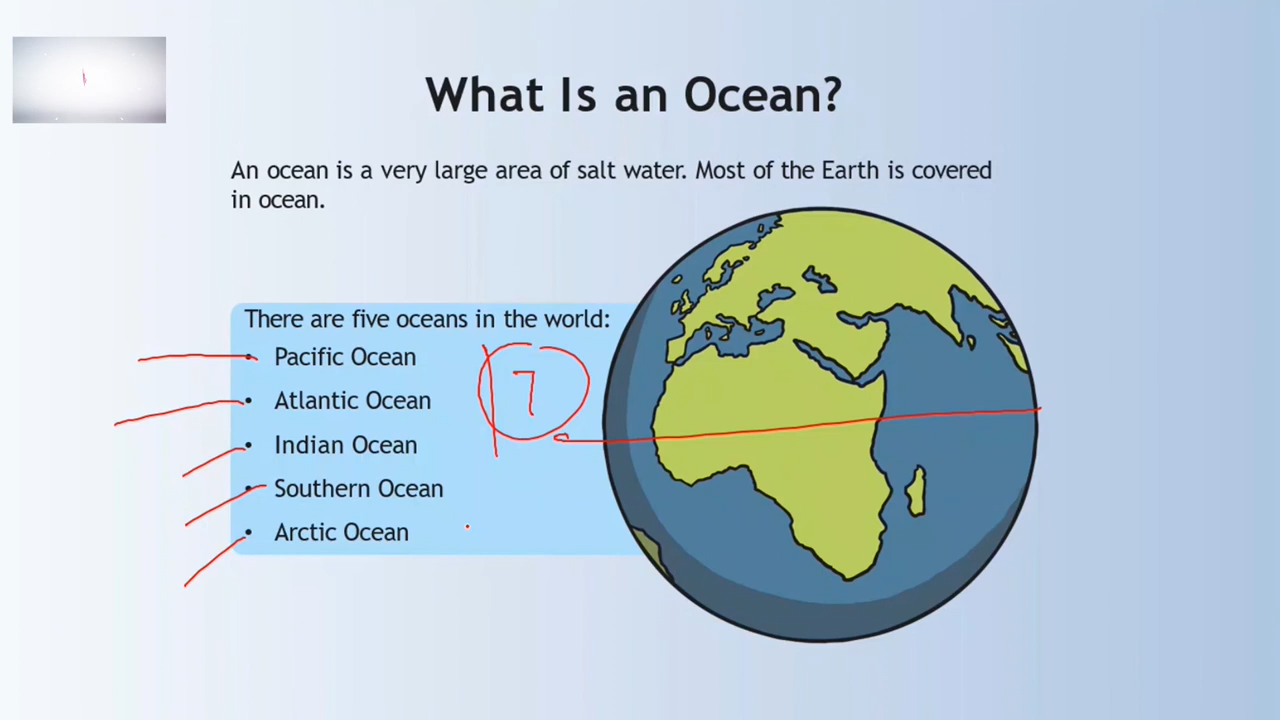 What Is an Ocean?
An ocean is a very large area of salt water. Most of the Earth is covered
in ocean.
There are five oceans in the world:
• Pacific Ocean
• Atlantic Ocean
• Indian Ocean
• Southern Ocean
• Arctic Ocean
7